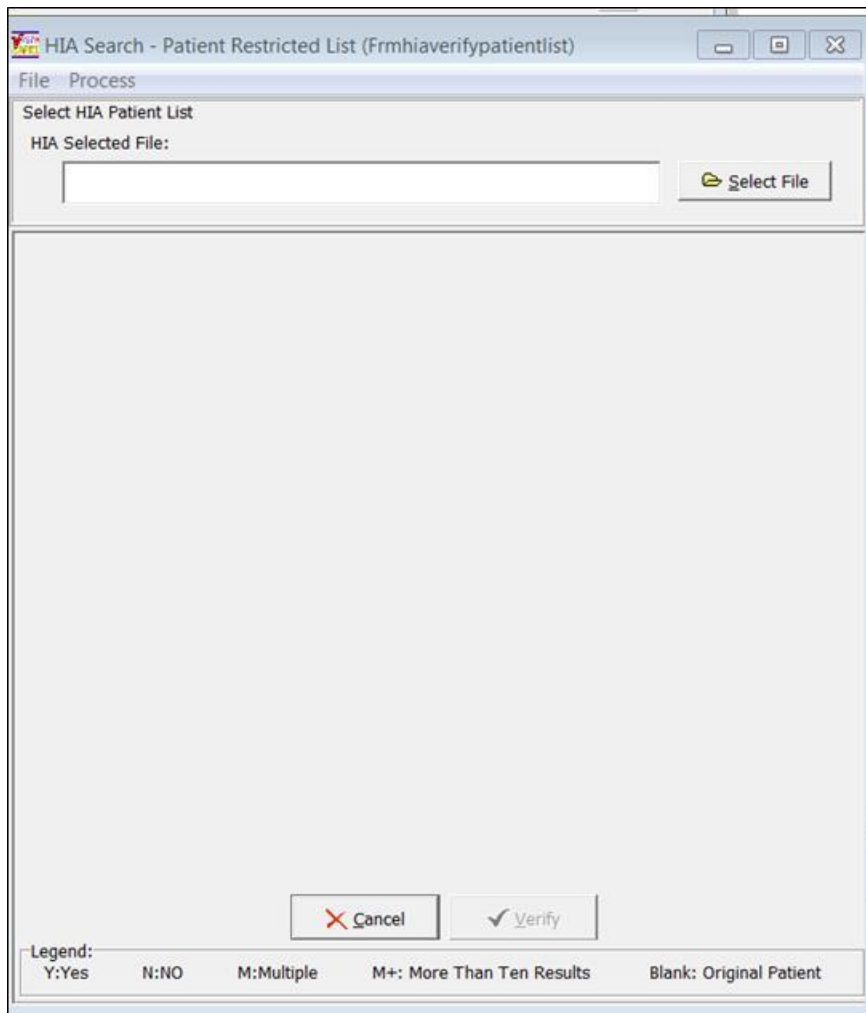 HIA Search - Patient Restricted List (Frmhiaverifypatientlist)
File Process
Select HIA Patient List
HIA Selected File:
Select File
Cancel Verify
Legend:
Y:Yes N:NO M:Multiple M+: More Than Ten Results Blank: Original Patient